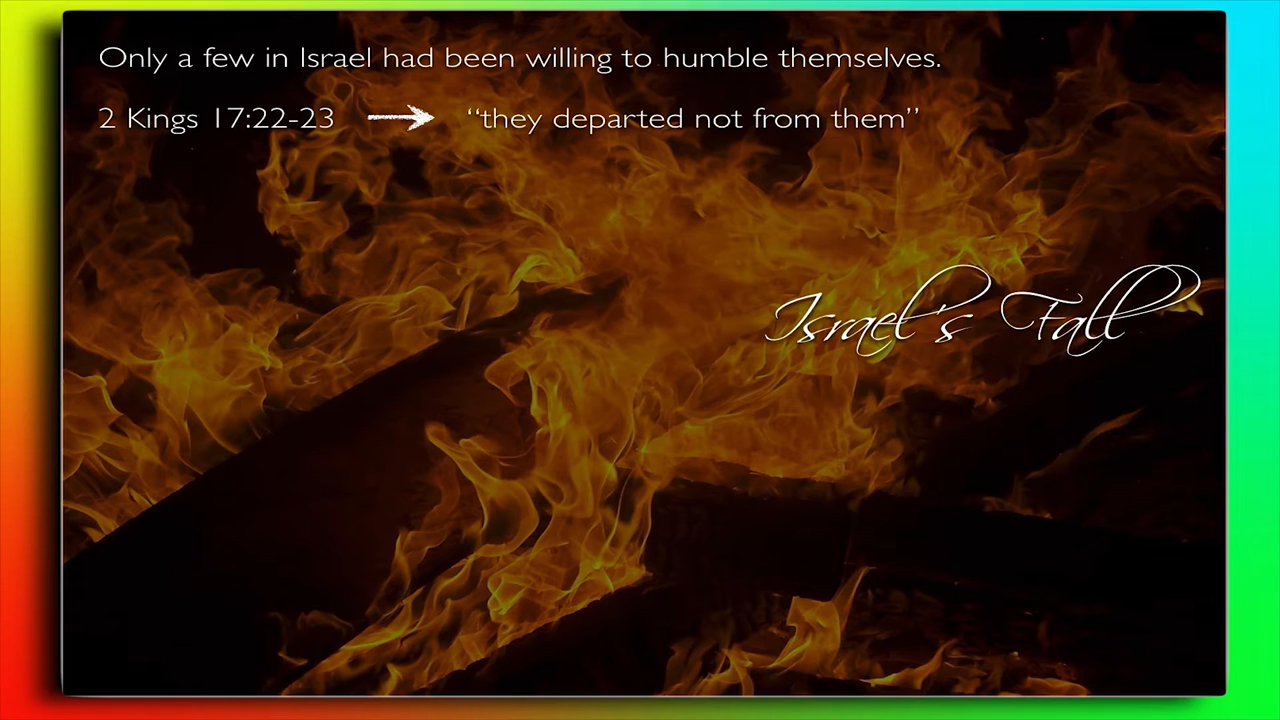 Only a few in Israel had been willing to humble themselves.
2 Kings 17:22-23 → “they departed not from them”
Israel's Fall